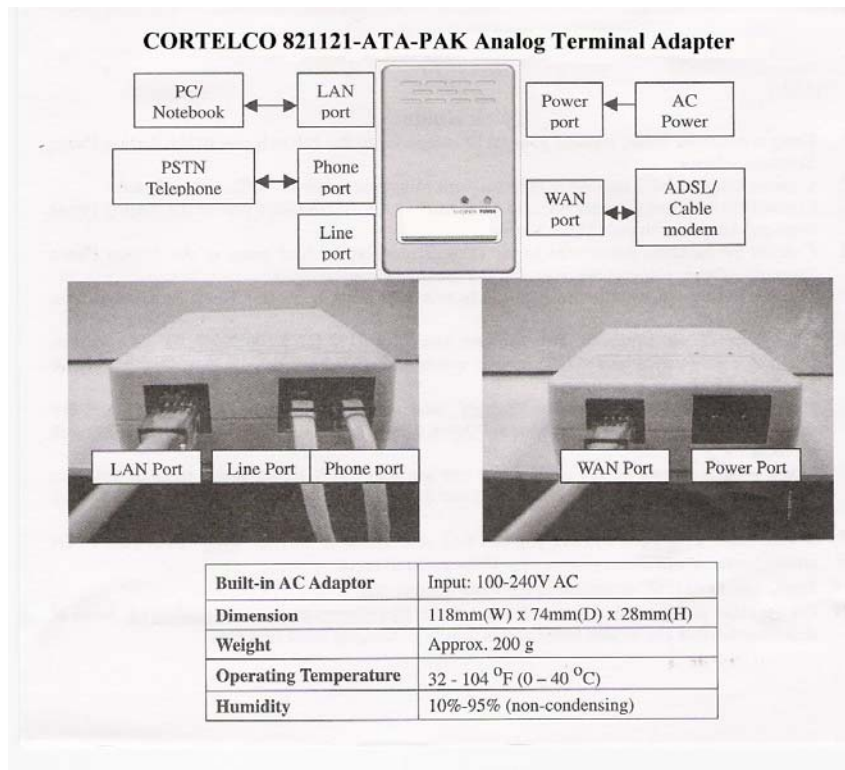 CORTELCO 821121-ATA-PAK Analog Terminal Adapter
PC/
Notebook
LAN
port
Power
port
AC
Power
PSTN
Telephone
Phone
port
WAN
port
ADSL/
Cable
modem
Line
port
LAN Port
Line Port
Phone port
WAN Port
Power Port
Built-in AC Adaptor Input: 100-240V AC
Dimension 118mm(W) x 74mm(D) x 28mm(H)
Weight Approx. 200 g
Operating Temperature 32 - 104 °F (0 – 40 °C)
Humidity 10%-95% (non-condensing)